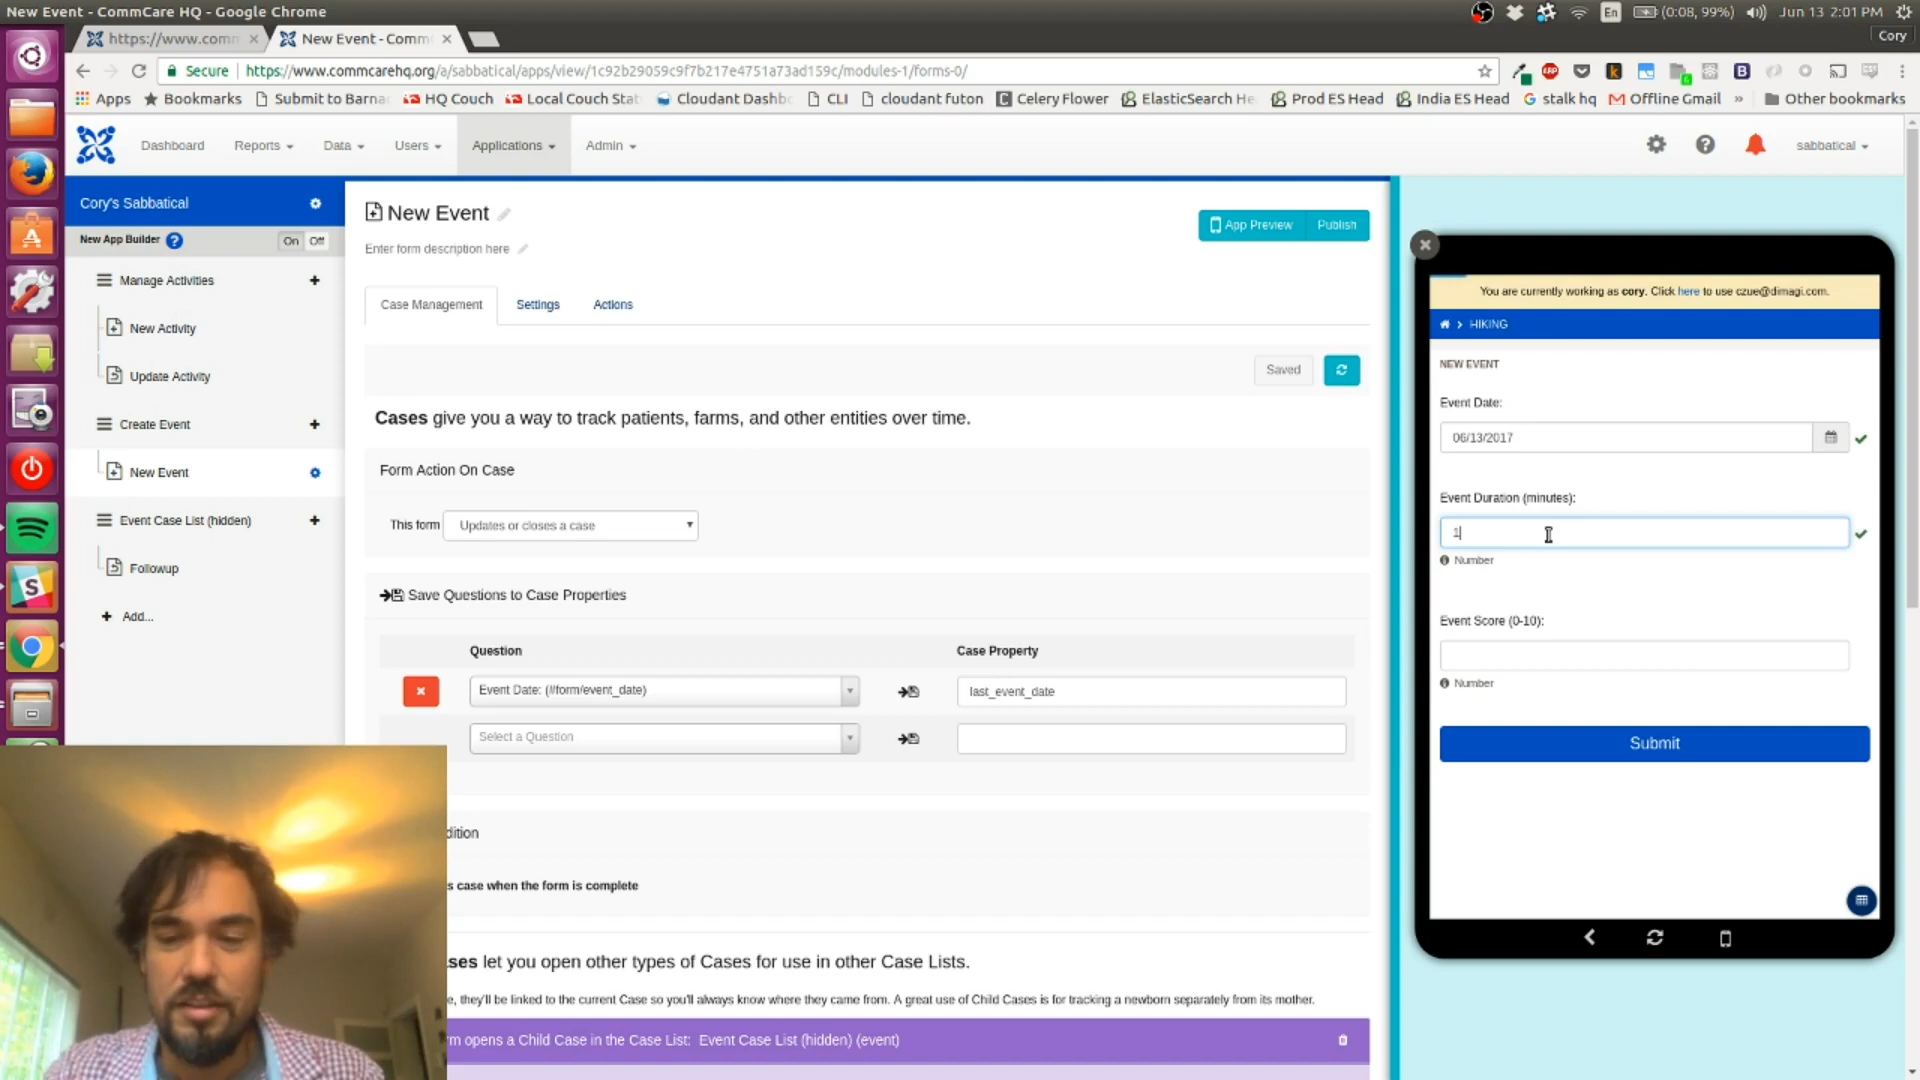 New Event - CommCare HQ - Google Chrome
En
(0:08, 99%)
Jun 13 2:01 PM
https://www.comm
New Event - Comm
Cory
Secure
https://www.commcarehq.org/a/sabbatical/apps/view/1c92b29059c9f7b217e4751a73ad159c/modules-1/forms-0/
Apps
Bookmarks
Submit to Barna
HQ Couch
Local Couch Stat
Cloudant Dashb
CLI
cloudant futon
Celery Flower
ElasticSearch He
Prod ES Head
India ES Head
stalk hq
Offline Gmail
»
Other bookmarks
Dashboard
Reports
Data
Users
Applications
Admin
sabbatical
Cory's Sabbatical
New App Builder
On
Off
Manage Activities
New Activity
Update Activity
Create Event
New Event
Event Case List (hidden)
Followup
Add...
New Event
Enter form description here
App Preview
Publish
Case Management
Settings
Actions
Saved
Cases give you a way to track patients, farms, and other entities over time.
Form Action On Case
This form
Updates or closes a case
Save Questions to Case Properties
Question
Case Property
Event Date: (#form/event_date)
last_event_date
Select a Question
dition
s case when the form is complete
ses let you open other types of Cases for use in other Case Lists.
e, they'll be linked to the current Case so you'll always know where they came from. A great use of Child Cases is for tracking a newborn separately from its mother.
rm opens a Child Case in the Case List: Event Case List (hidden) (event)
You are currently working as cory. Click here to use czue@dimagi.com.
> HIKING
NEW EVENT
Event Date:
06/13/2017
Event Duration (minutes):
1
Number
Event Score (0-10):
Number
Submit